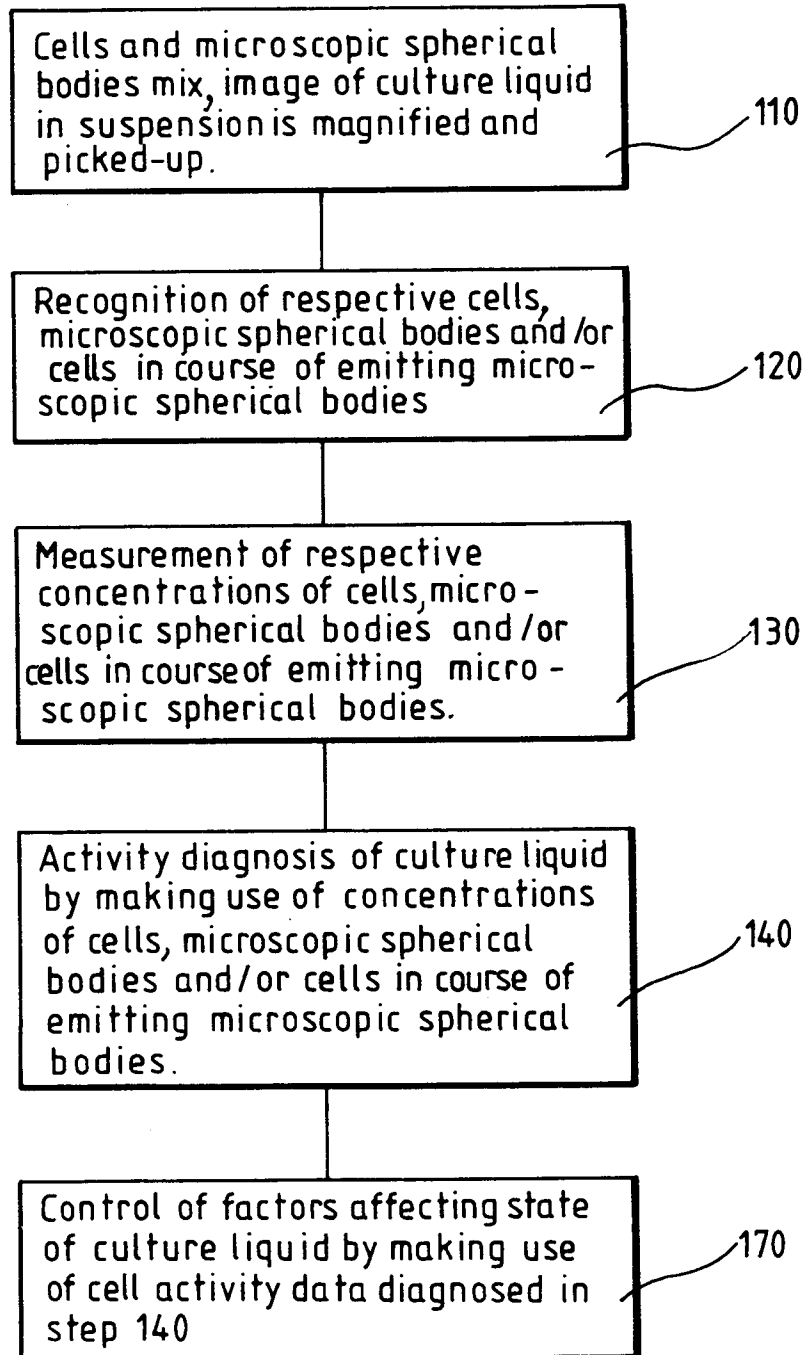 Cells and microscopic spherical
bodies mix, image of culture liquid
in suspension is magnified and
picked-up.
110
Recognition of respective cells,
microscopic spherical bodies and/or
cells in course of emitting micro-
scopic spherical bodies
120
Measurement of respective
concentrations of cells, micro-
scopic spherical bodies and/or
cells in course of emitting micro-
scopic spherical bodies.
130
Activity diagnosis of culture liquid
by making use of concentrations
of cells, microscopic spherical
bodies and/or cells in course of
emitting microscopic spherical
bodies.
140
Control of factors affecting state
of culture liquid by making use
of cell activity data diagnosed in
step 140
170